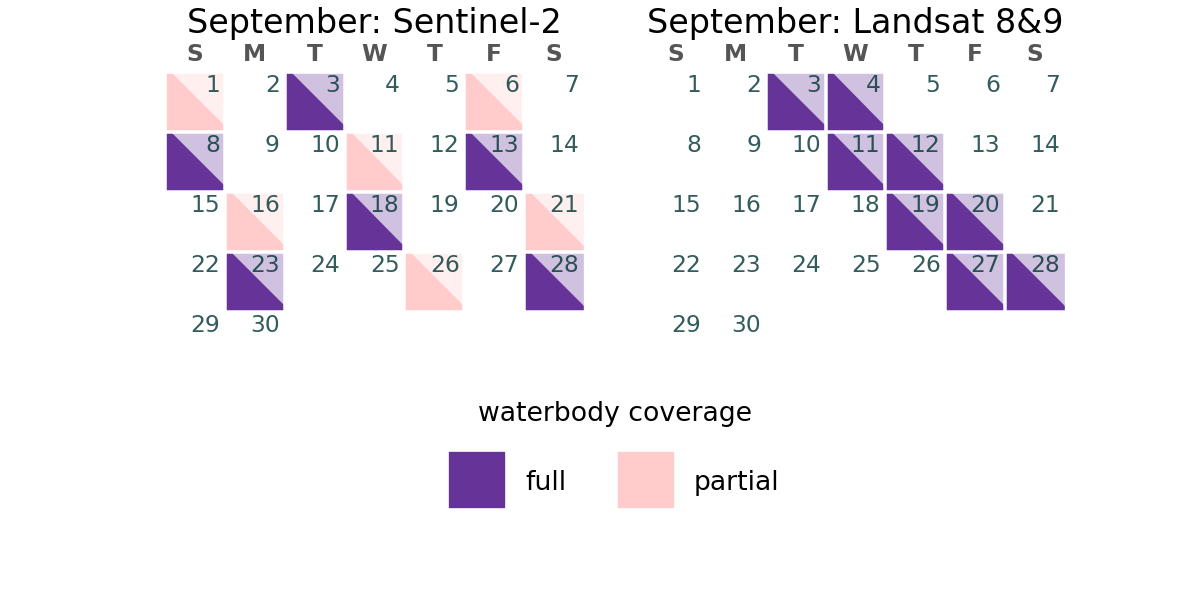 September: Sentinel-2
S M T W T F S
1 2 3 4 5 6 7
8 9 10 11 12 13 14
15 16 17 18 19 20 21
22 23 24 25 26 27 28
29 30
September: Landsat 8&9
S M T W T F S
1 2 3 4 5 6 7
8 9 10 11 12 13 14
15 16 17 18 19 20 21
22 23 24 25 26 27 28
29 30
waterbody coverage
full partial